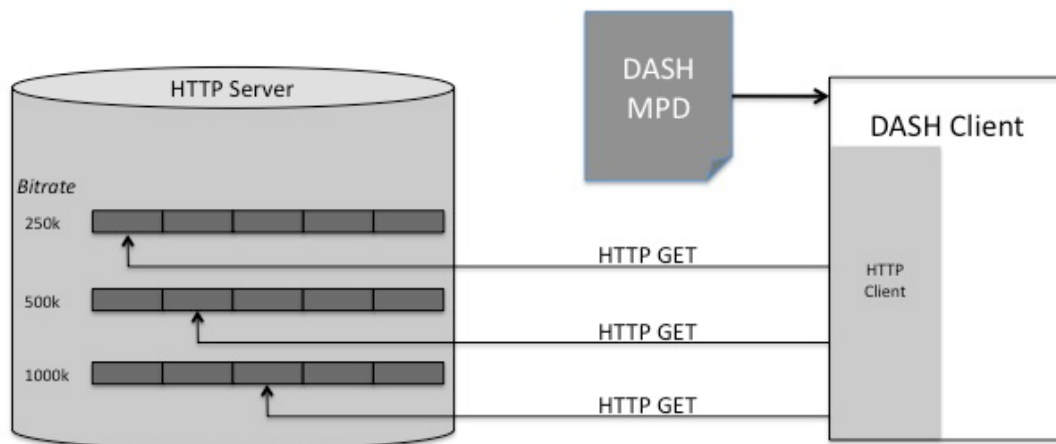 HTTP Server
DASH
MPD
DASH Client
Bitrate
250k
HTTP GET
HTTP
Client
500k
HTTP GET
1000k
HTTP GET